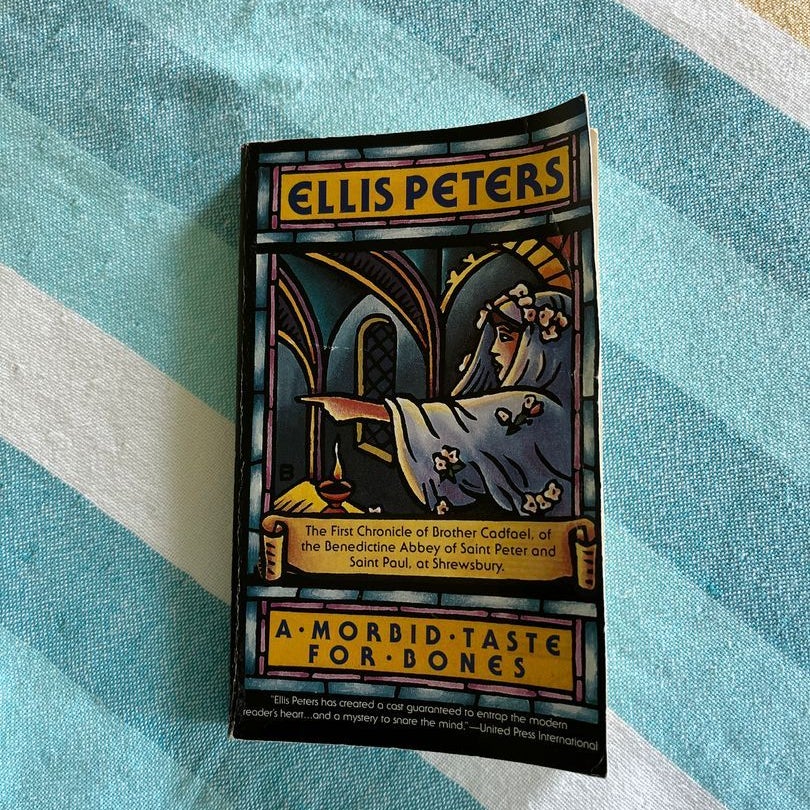 ELLIS PETERS
B
The First Chronicle of Brother Cadfael, of
the Benedictine Abbey of Saint Peter and
Saint Paul, at Shrewsbury.
A·MORBID·TASTE
FOR·BONES
"Ellis Peters has created a cast guaranteed to entrap the modern
reader's heart...and a mystery to snare the mind."—United Press International